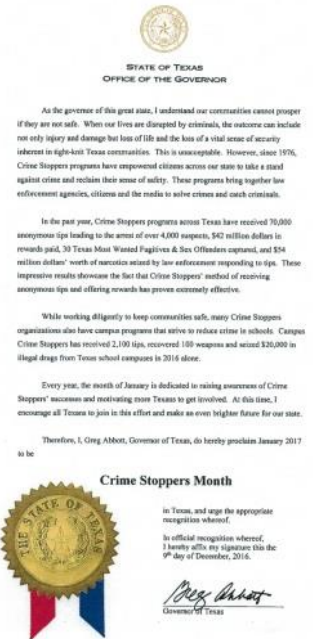 STATE OF TEXAS
OFFICE OF THE GOVERNOR
As the governor of this great state, I understand our communities cannot prosper
if they are not safe. When our lives are disrupted by criminals, the outcome can include
not only injury and damage but loss of life and the loss of a vital sense of security
inherent in tight-knit Texas communities. This is unacceptable. However, since 1976,
Crime Stoppers programs have empowered citizens across our state to take a stand
against crime and reclaim their sense of safety. These programs bring together law
enforcement agencies, citizens and the media to solve crimes and catch criminals.
In the past year, Crime Stoppers programs across Texas have received 70,000
anonymous tips leading to the arrest of over 4,000 suspects, $42 million dollars in
rewards paid, 30 Texas Most Wanted Fugitives & Sex Offenders captured, and $54
million dollars' worth of narcotics seized by law enforcement responding to tips. These
impressive results showcase the fact that Crime Stoppers' method of receiving
anonymous tips and offering rewards has proven extremely effective.
While working diligently to keep communities safe, many Crime Stoppers
organizations also have campus programs that strive to reduce crime in schools. Campus
Crime Stoppers has received 2,100 tips, recovered 100 weapons and seized $20,000 in
illegal drugs from Texas school campuses in 2016 alone.
Every year, the month of January is dedicated to raising awareness of Crime
Stoppers' successes and motivating more Texans to get involved. At this time, I
encourage all Texans to join in this effort and make an even brighter future for our state.
Therefore, I, Greg Abbott, Governor of Texas, do hereby proclaim January 2017
to be
Crime Stoppers Month
in Texas, and urge the appropriate
recognition whereof.
In official recognition whereof,
I hereby affix my signature this the
9th day of December, 2016.
Greg Abbott
Governor of Texas
THE STATE OF TEXAS